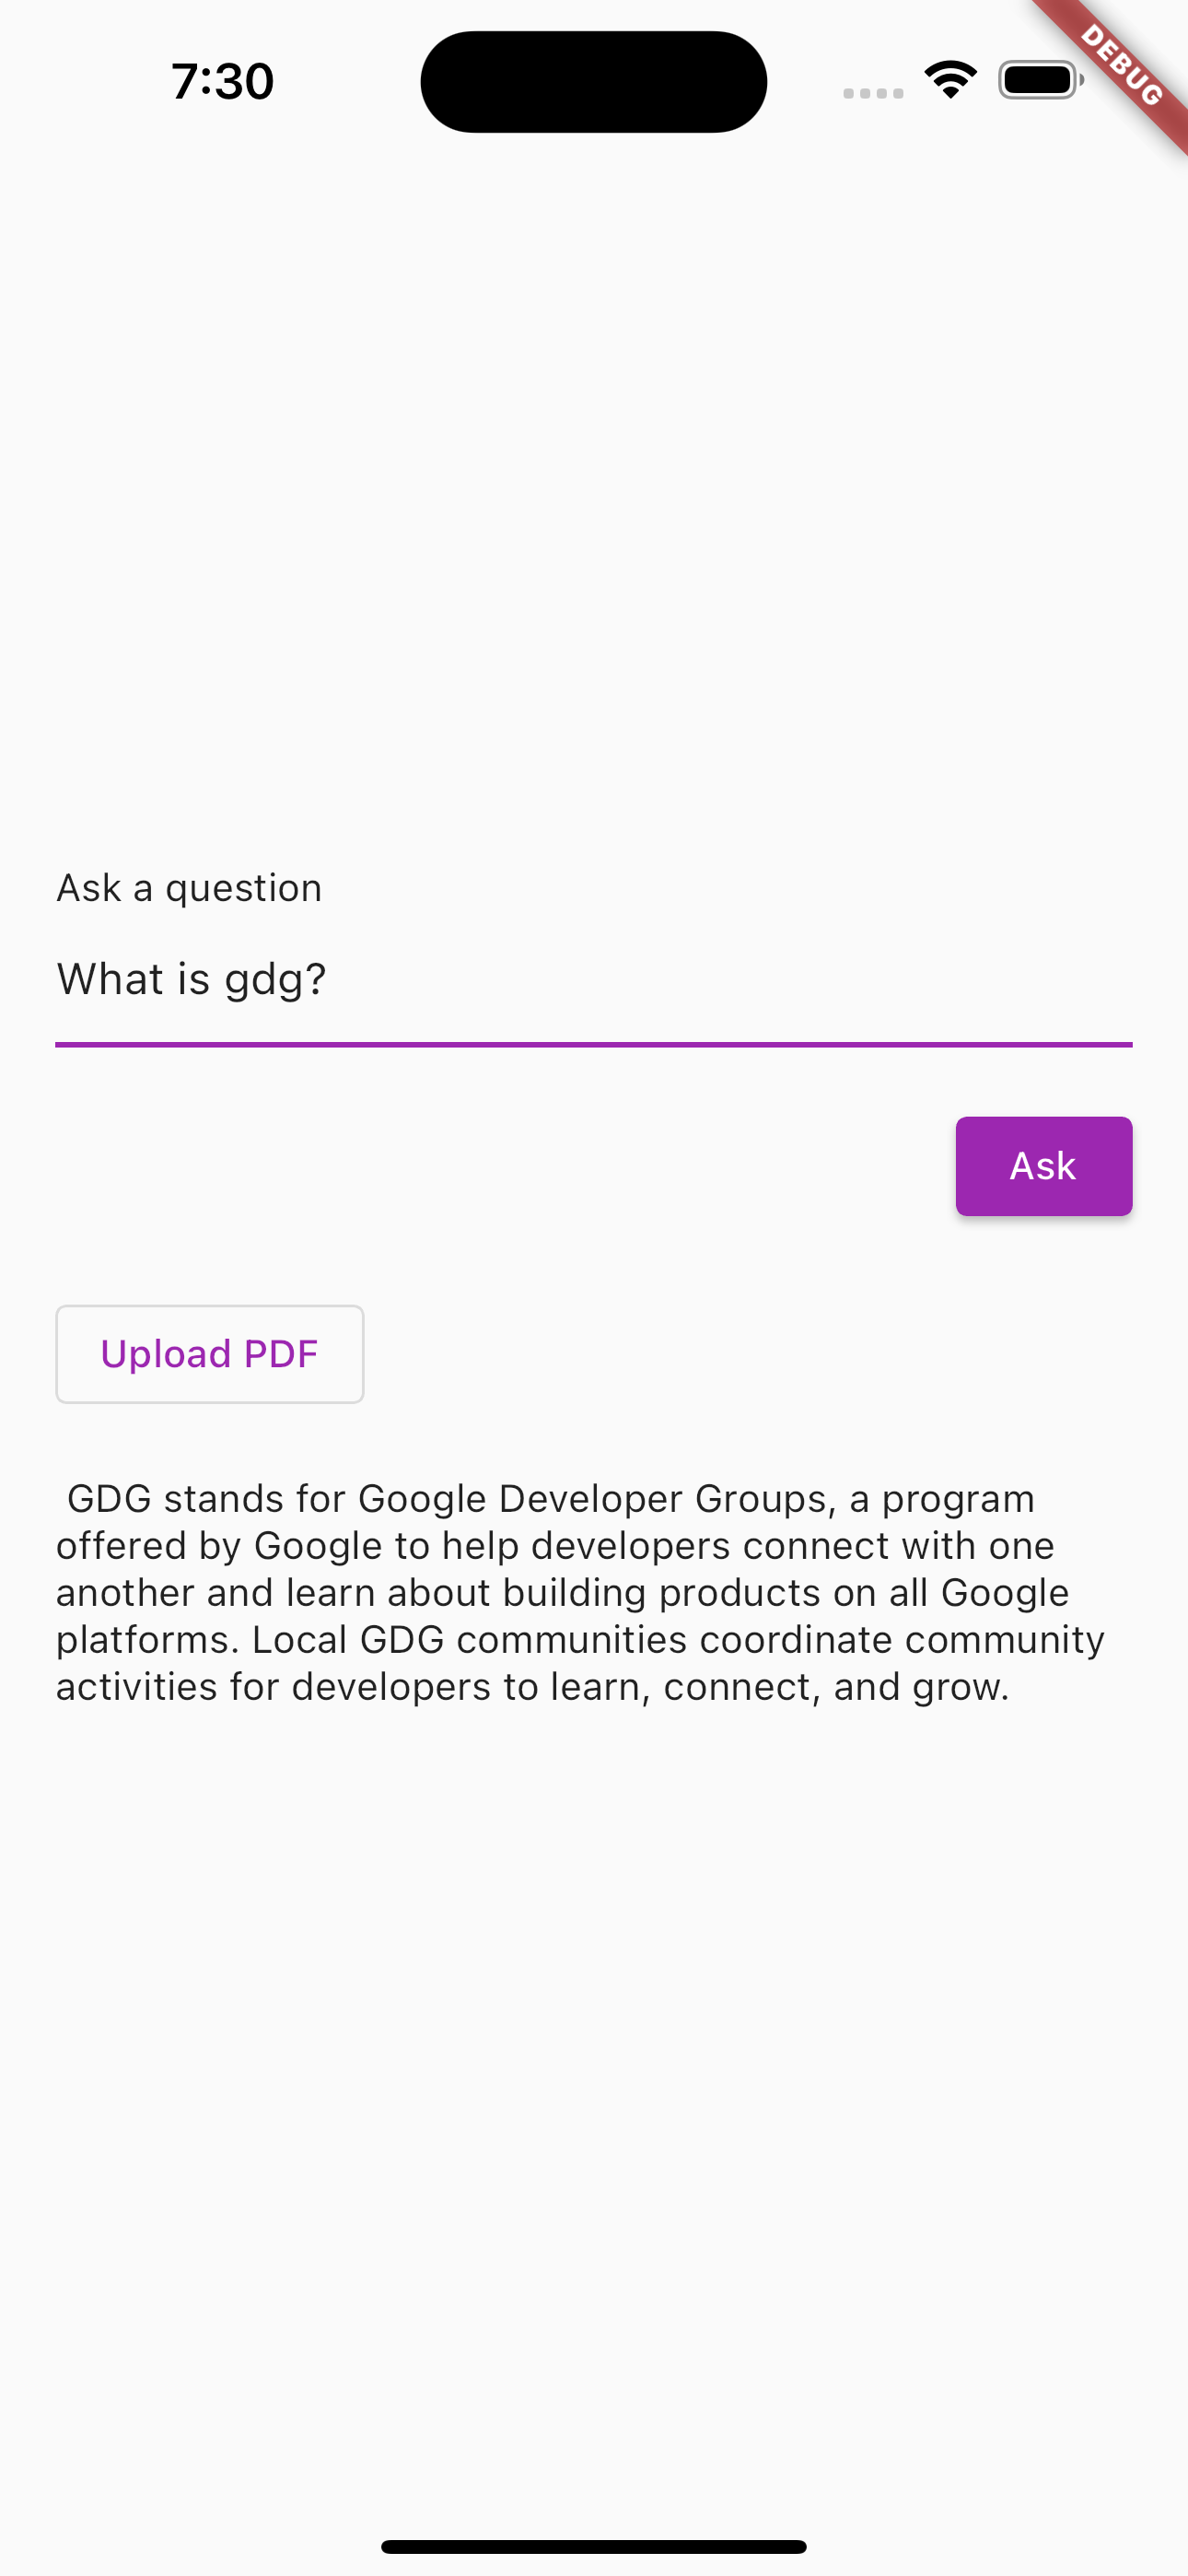 7:30
DEBUG
Ask a question
What is gdg?
Ask
Upload PDF
GDG stands for Google Developer Groups, a program
offered by Google to help developers connect with one
another and learn about building products on all Google
platforms. Local GDG communities coordinate community
activities for developers to learn, connect, and grow.